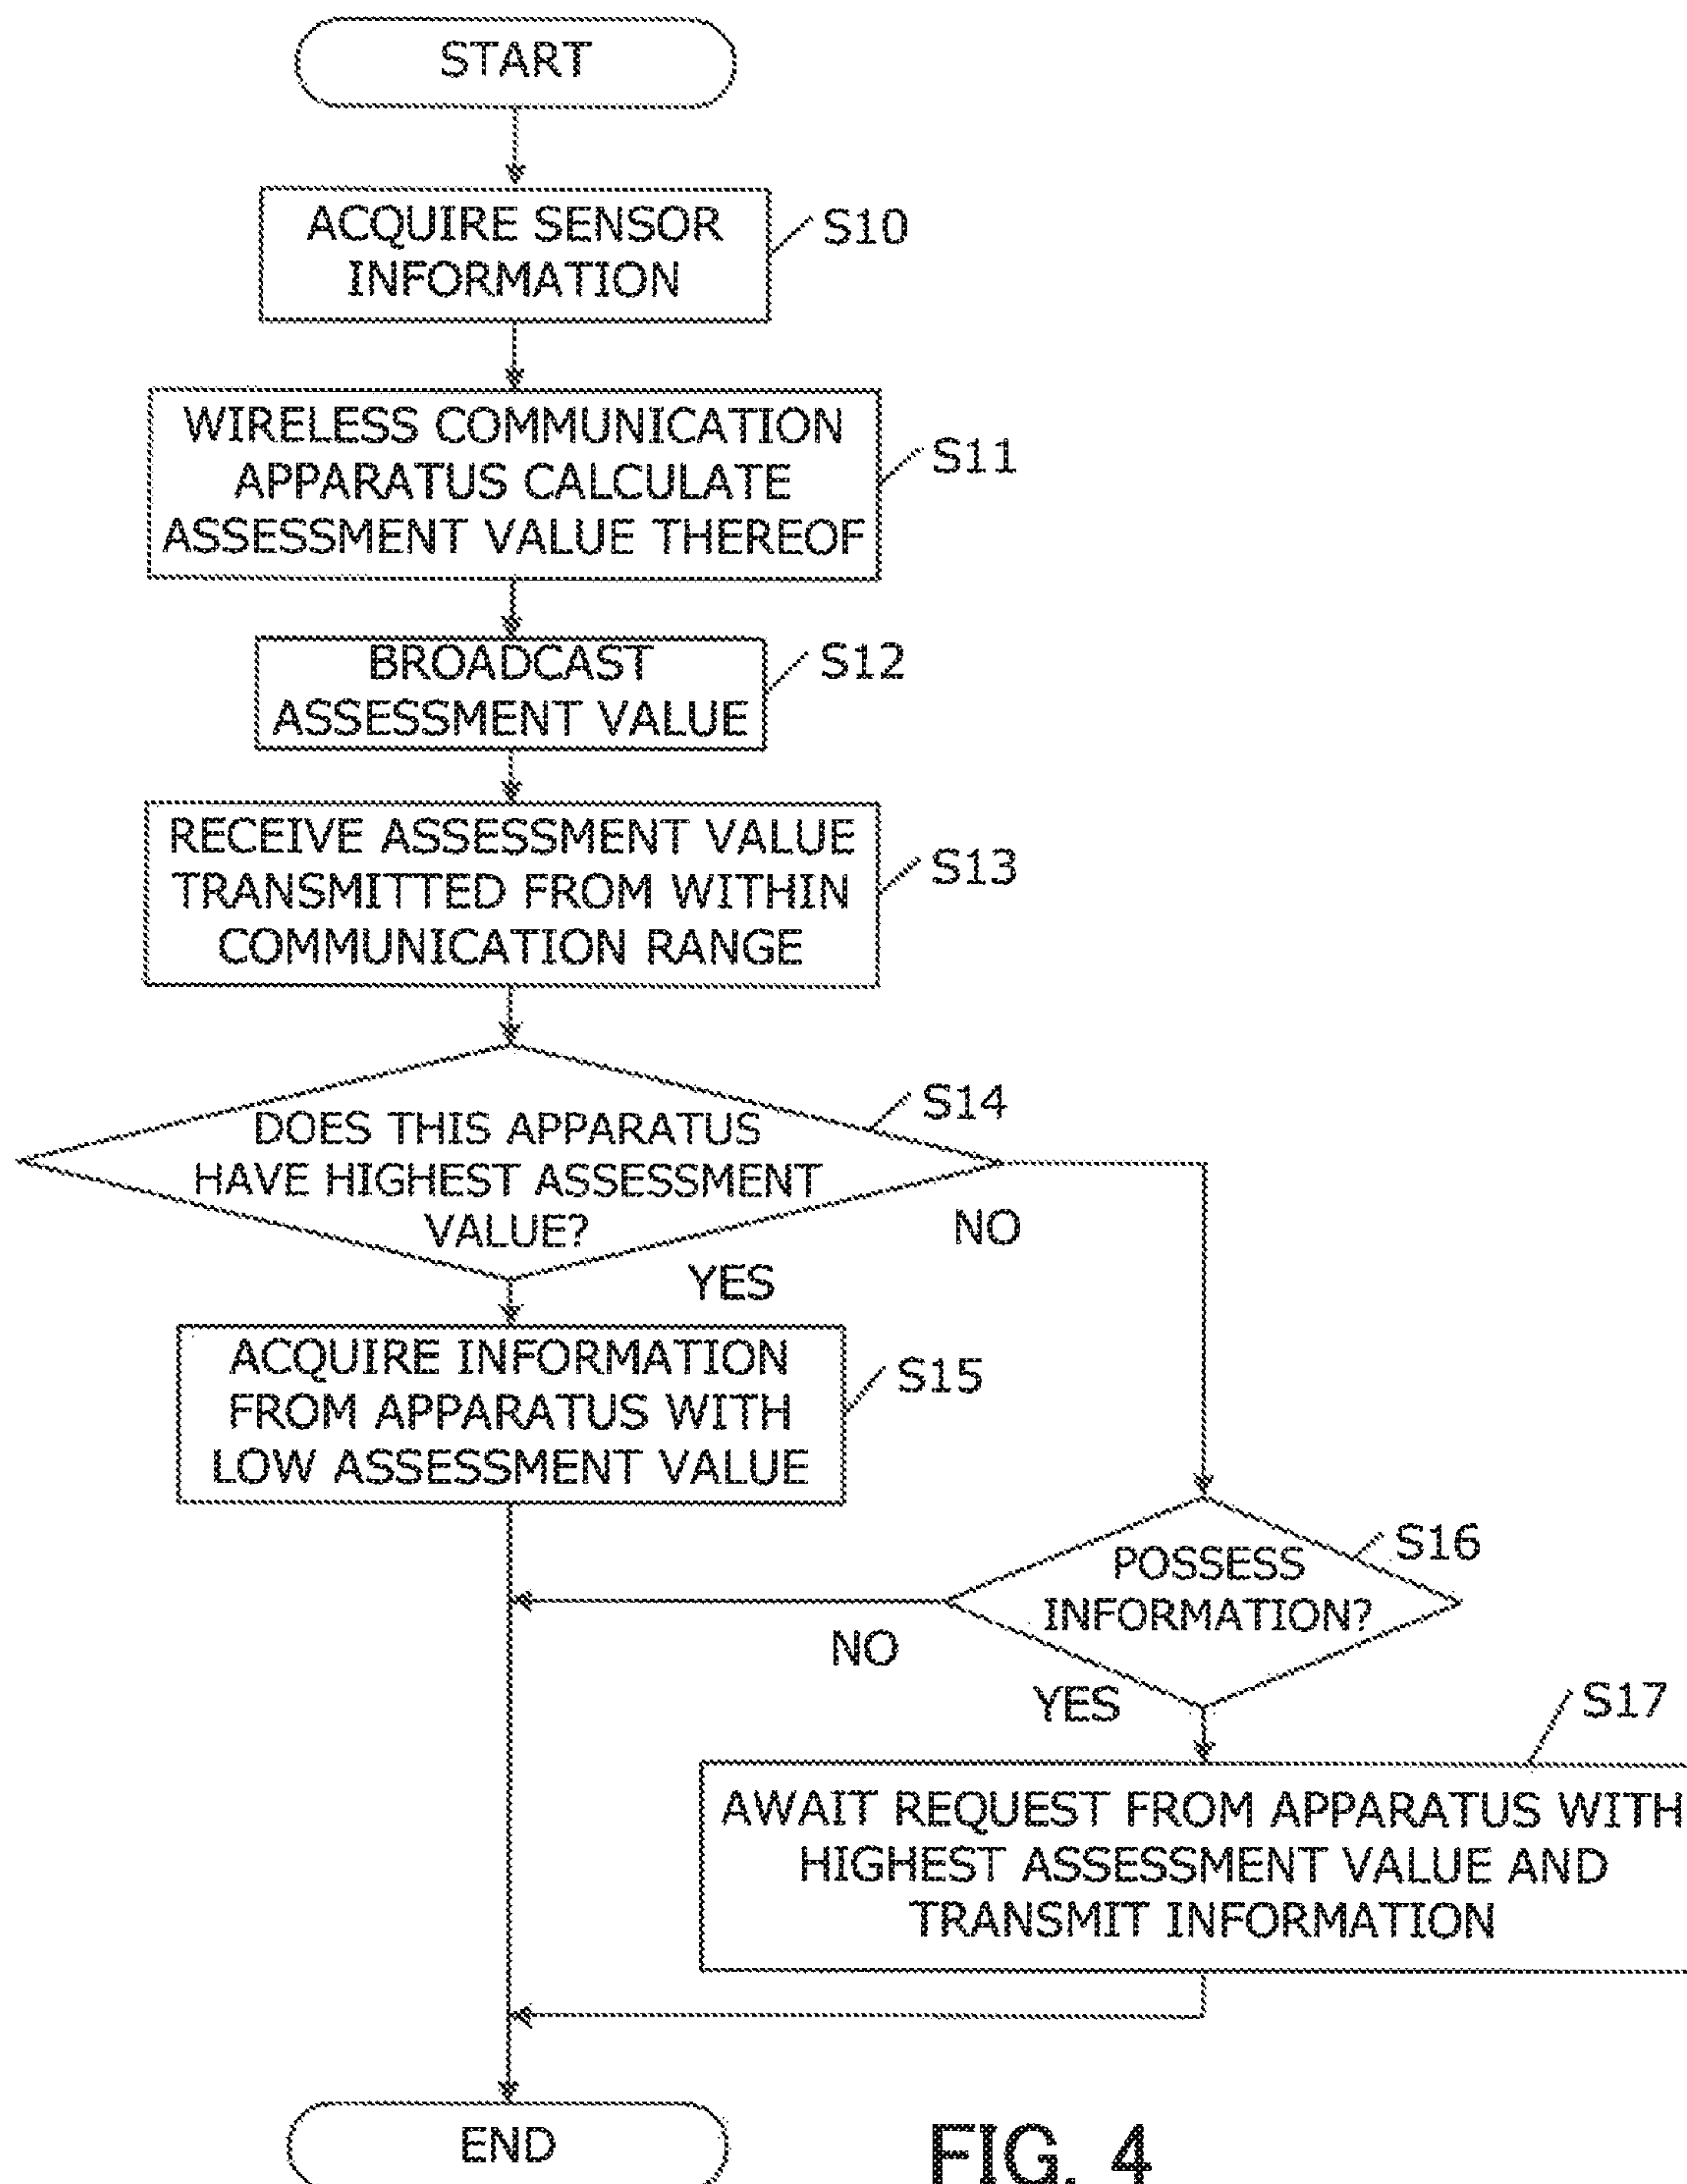 START
ACQUIRE SENSOR
INFORMATION
S10
WIRELESS COMMUNICATION
APPARATUS CALCULATE
ASSESSMENT VALUE THEREOF
S11
BROADCAST
ASSESSMENT VALUE
S12
RECEIVE ASSESSMENT VALUE
TRANSMITTED FROM WITHIN
COMMUNICATION RANGE
S13
DOES THIS APPARATUS
HAVE HIGHEST ASSESSMENT
VALUE?
S14
NO
YES
ACQUIRE INFORMATION
FROM APPARATUS WITH
LOW ASSESSMENT VALUE
S15
POSSESS
INFORMATION?
S16
NO
YES
S17
AWAIT REQUEST FROM APPARATUS WITH
HIGHEST ASSESSMENT VALUE AND
TRANSMIT INFORMATION
END
FIG. 4